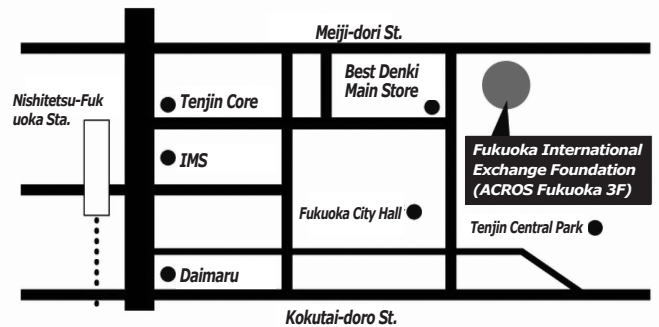 Meiji-dori St.
Best Denki
Main Store
Nishitetsu-Fuk
uoka Sta.
Tenjin Core
IMS
Fukuoka International
Exchange Foundation
(ACROS Fukuoka 3F)
Fukuoka City Hall
Tenjin Central Park
Daimaru
Kokutai-doro St.